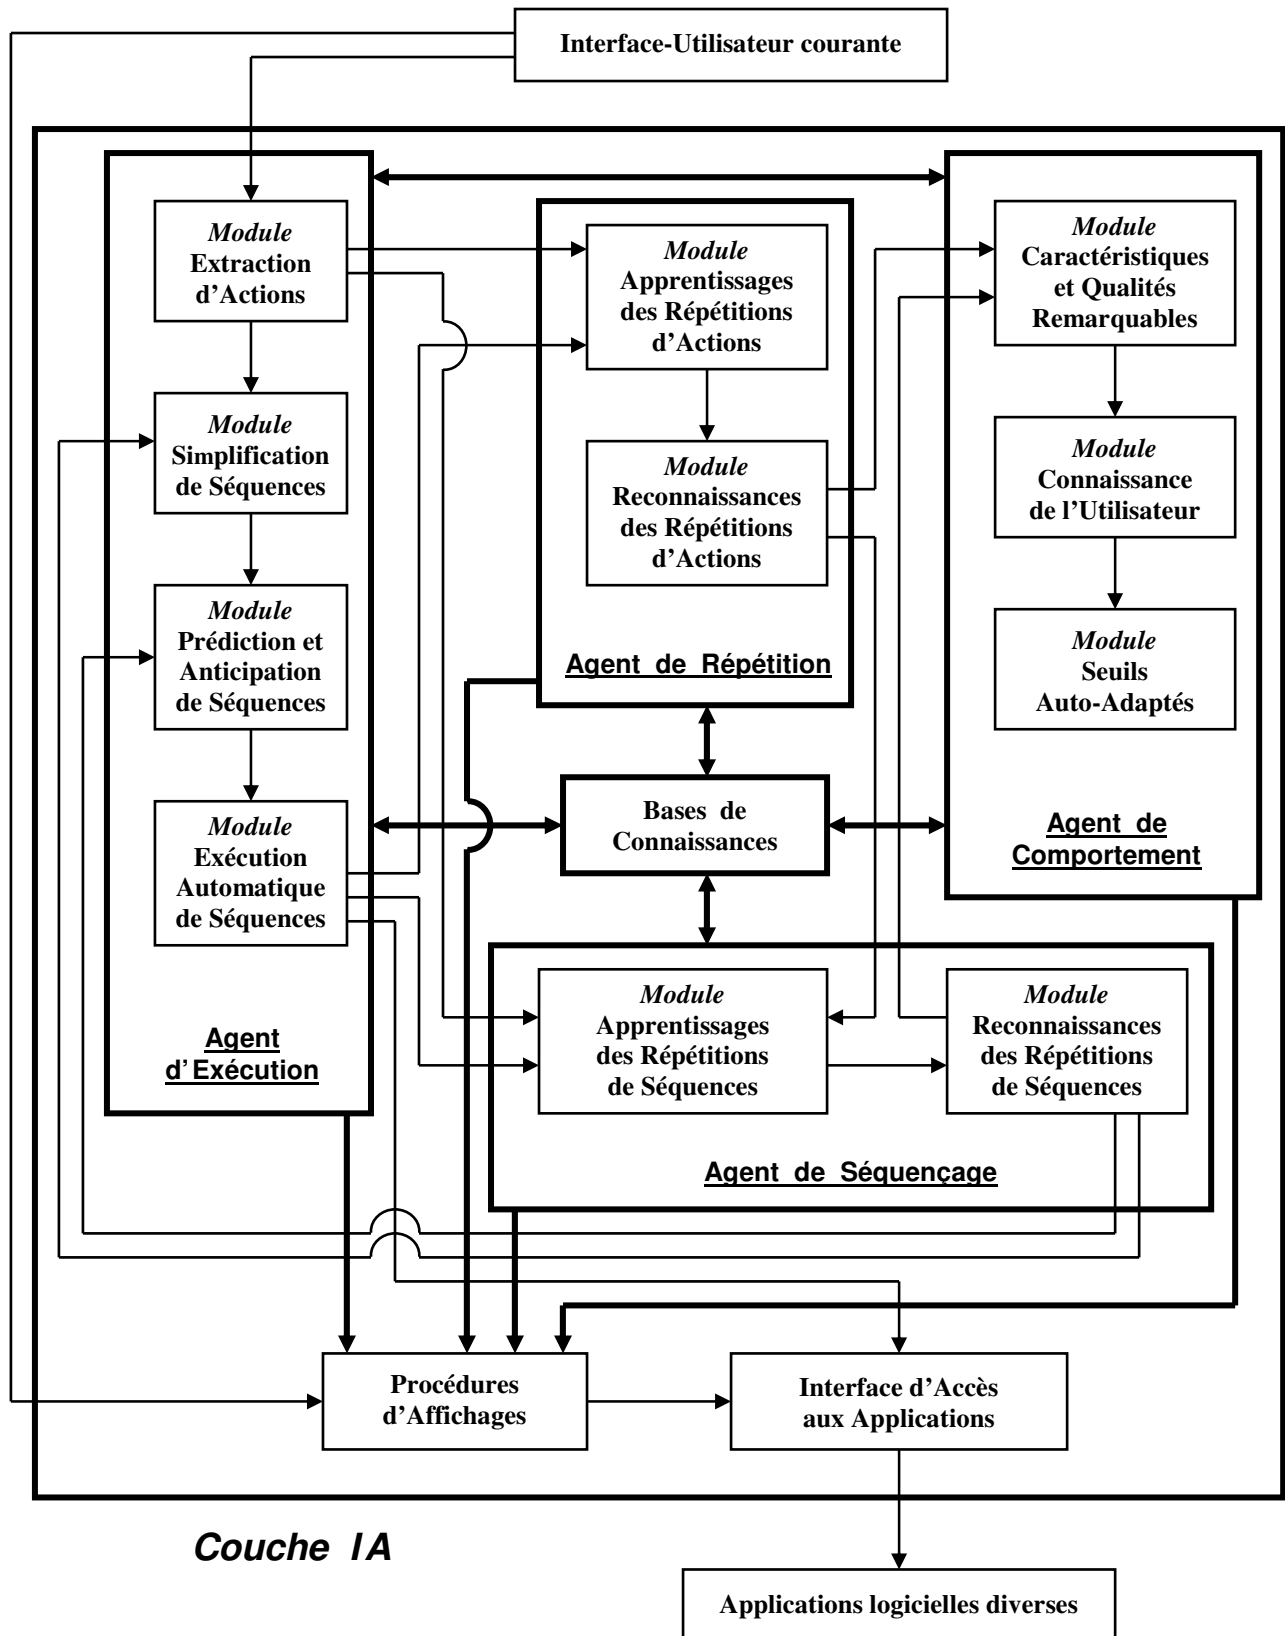 Interface-Utilisateur courante
Module
Extraction
d’Actions
Module
Simplification
de Séquences
Module
Prédiction et
Anticipation
de Séquences
Module
Exécution
Automatique
de Séquences
Agent
d’Exécution
Module
Apprentissages
des Répétitions
d’Actions
Module
Reconnaissances
des Répétitions
d’Actions
Agent de Répétition
Module
Caractéristiques
et Qualités
Remarquables
Module
Connaissance
de l’Utilisateur
Module
Seuils
Auto-Adaptés
Agent de
Comportement
Bases de
Connaissances
Module
Apprentissages
des Répétitions
de Séquences
Module
Reconnaissances
des Répétitions
de Séquences
Agent de Séquençage
Procédures
d’Affichages
Interface d’Accès
aux Applications
Couche IA
Applications logicielles diverses